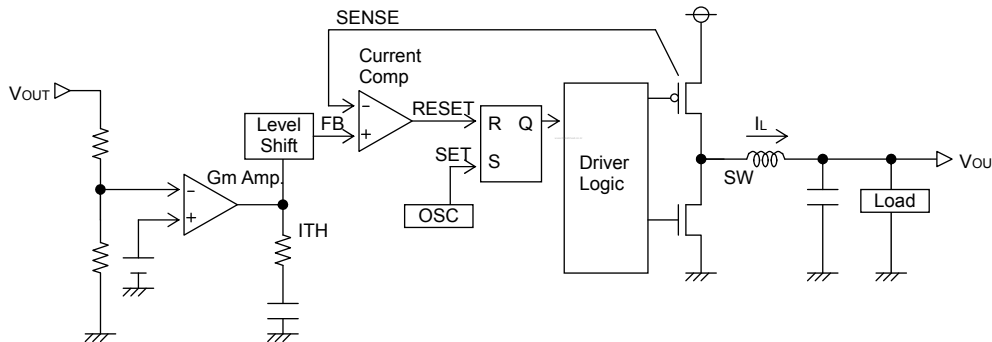 SENSE
Current
Comp
VOUT
Level
Shift
FB
RESET
R Q
S
SET
Driver
Logic
IL
VOU
SW
Gm Amp.
OSC
Load
ITH
− +
− +